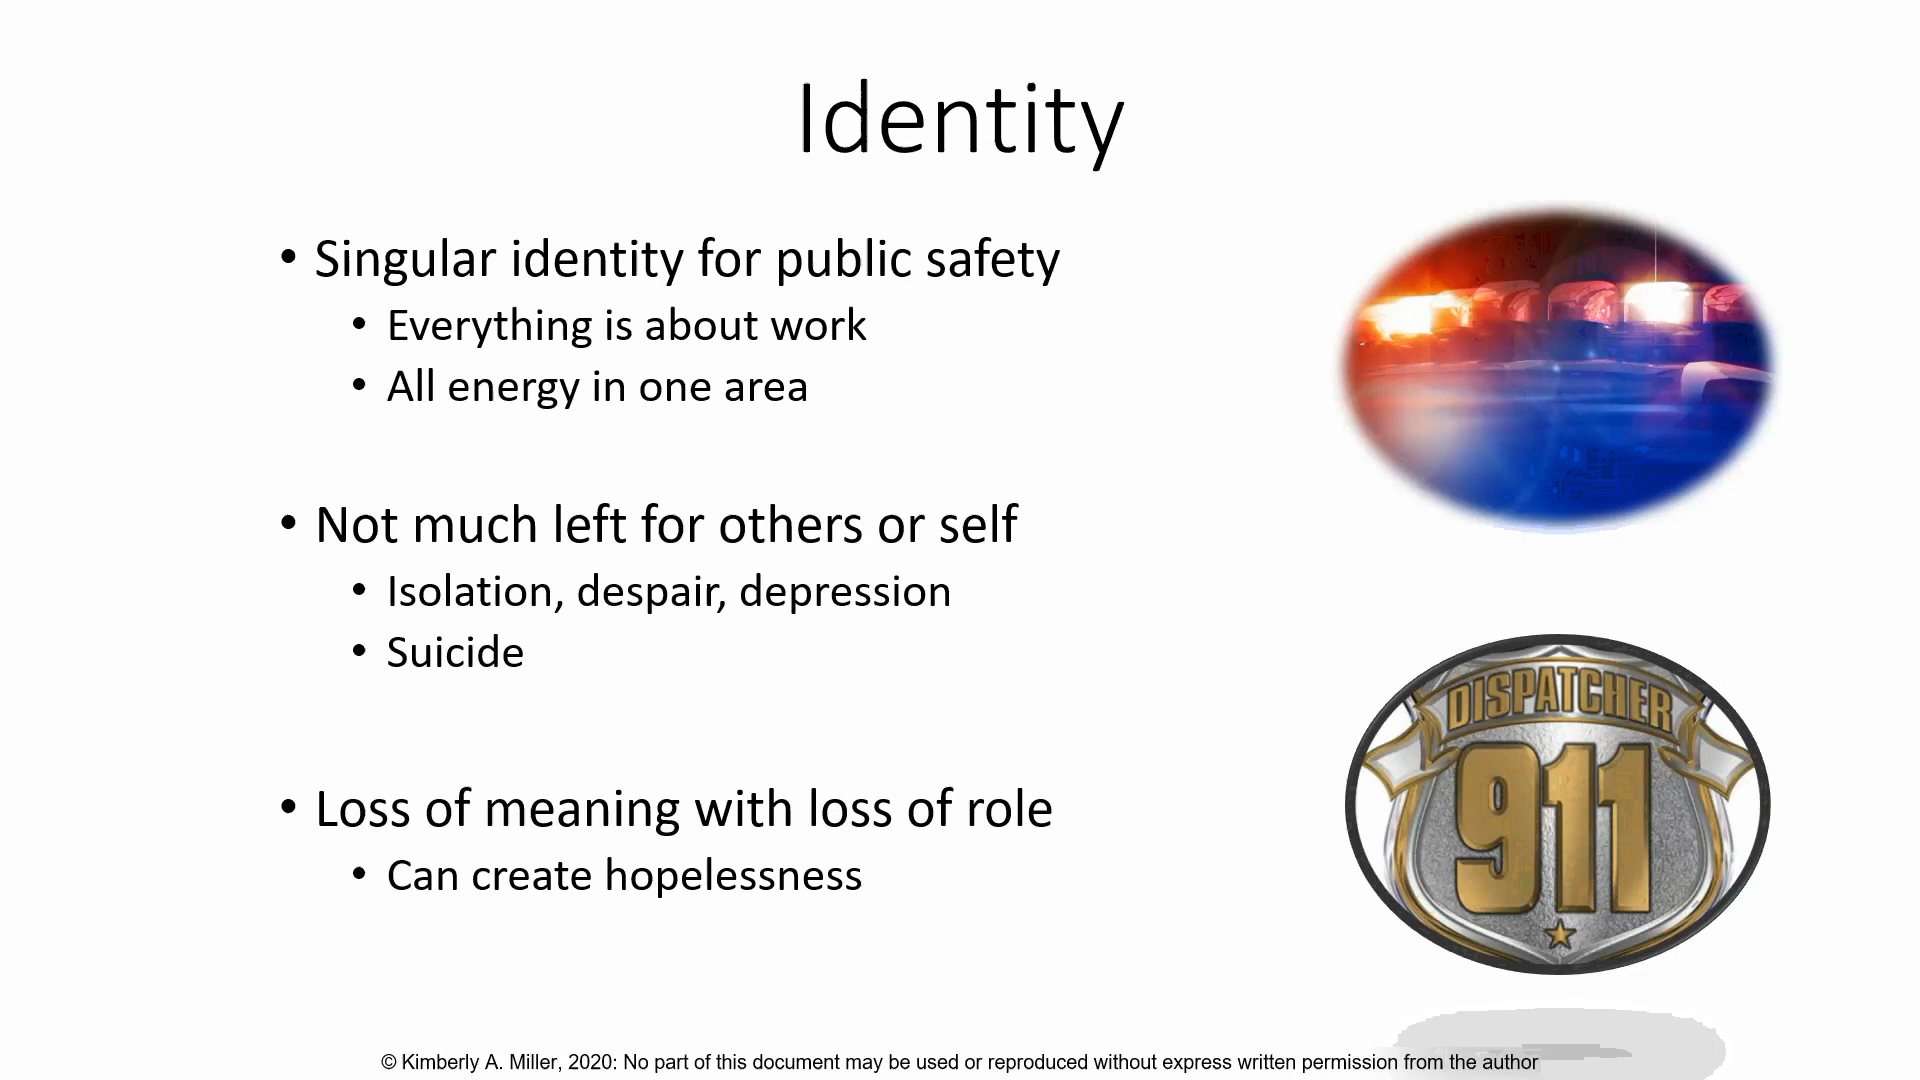 Identity
• Singular identity for public safety
• Everything is about work
• All energy in one area
• Not much left for others or self
• Isolation, despair, depression
• Suicide
• Loss of meaning with loss of role
• Can create hopelessness
DISPATCHER
911
© Kimberly A. Miller, 2020: No part of this document may be used or reproduced without express written permission from the author